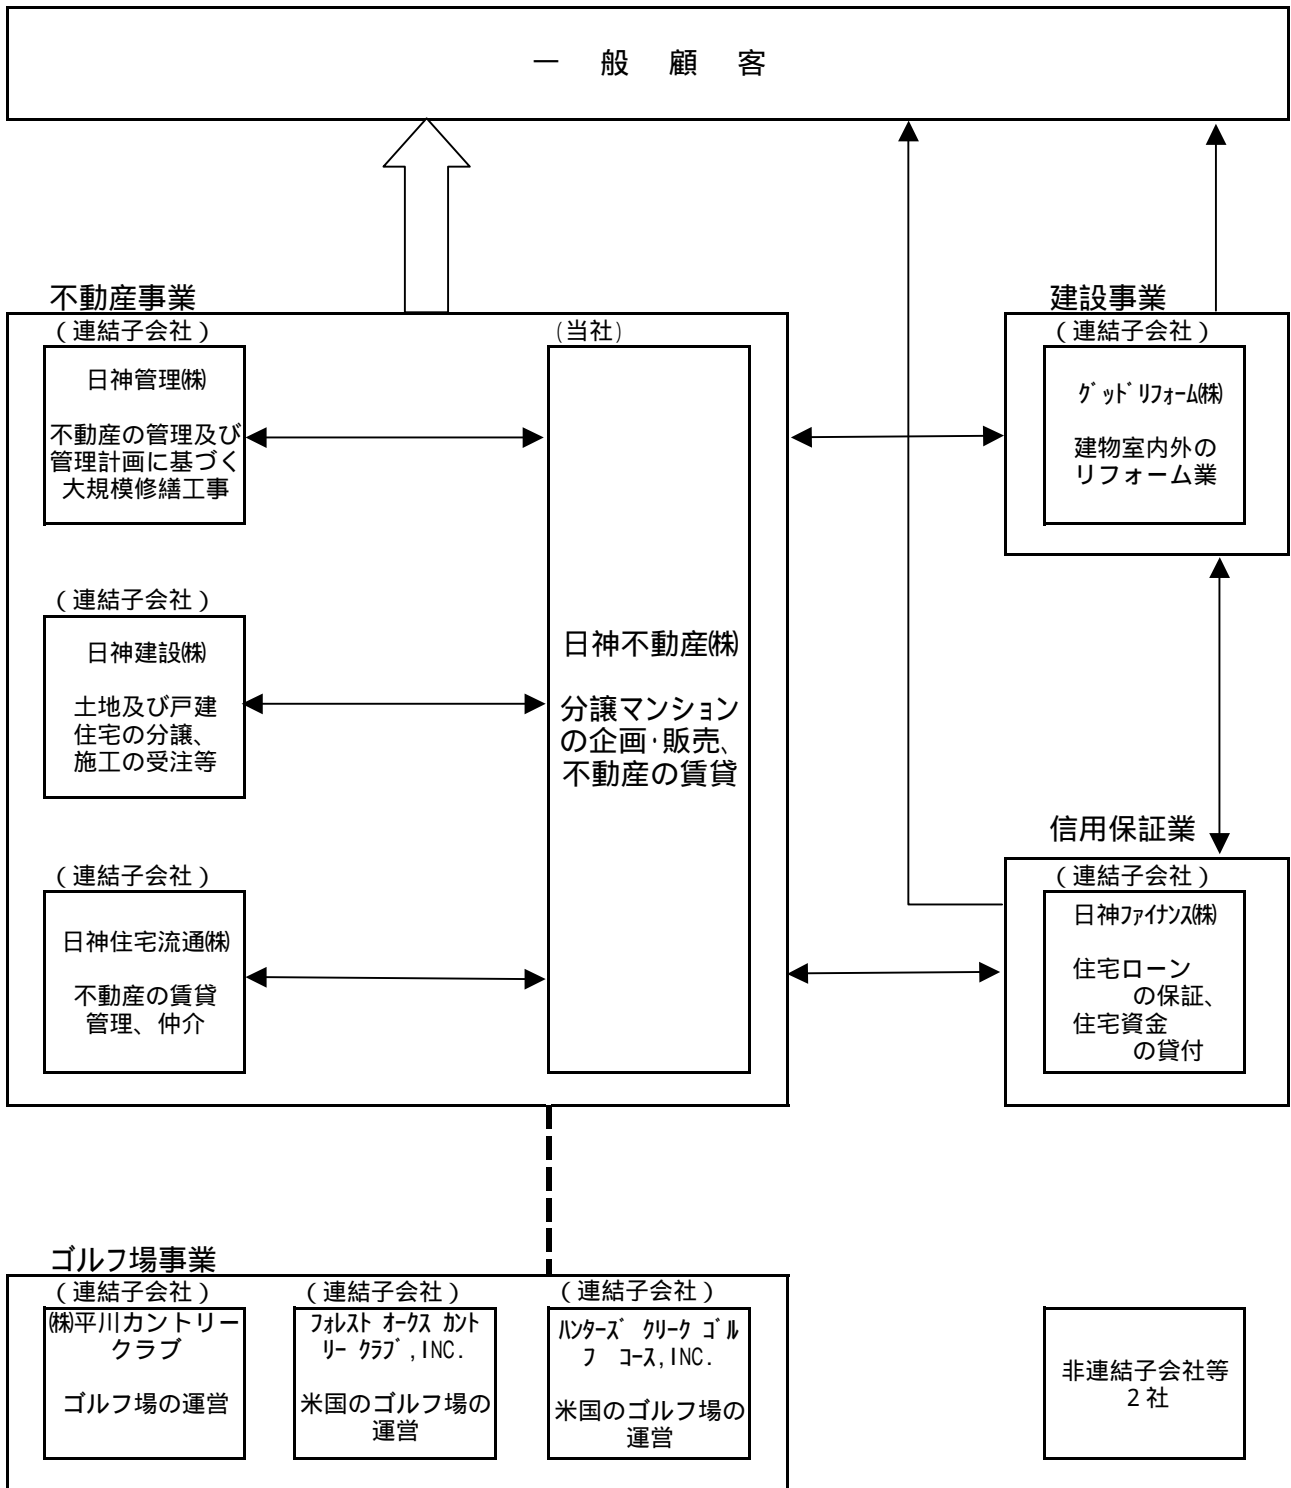 一 般 顧 客
不動産事業
(連結子会社)
日神管理㈱
不動産の管理及び
管理計画に基づく
大規模修繕工事
(連結子会社)
日神建設㈱
土地及び戸建
住宅の分譲、
施工の受注等
(連結子会社)
日神住宅流通㈱
不動産の賃貸
管理、仲介
(当社)
日神不動産㈱
分譲マンション
の企画・販売、
不動産の賃貸
建設事業
(連結子会社)
グッドリフォーム㈱
建物室内外の
リフォーム業
信用保証業
(連結子会社)
日神ファイナンス㈱
住宅ローン
の保証、
住宅資金
の貸付
ゴルフ場事業
(連結子会社)
㈱平川カントリー
クラブ
ゴルフ場の運営
(連結子会社)
フォレスト オークス カント
リー クラブ,INC.
米国のゴルフ場の
運営
(連結子会社)
ハンターズ クリーク ゴル
フ コース,INC.
米国のゴルフ場の
運営
非連結子会社等
2社